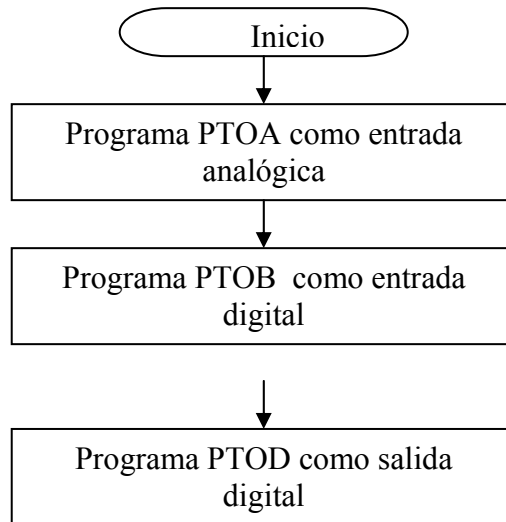 Inicio
Programa PTOA como entrada
analógica
Programa PTOB como entrada
digital
Programa PTOD como salida
digital